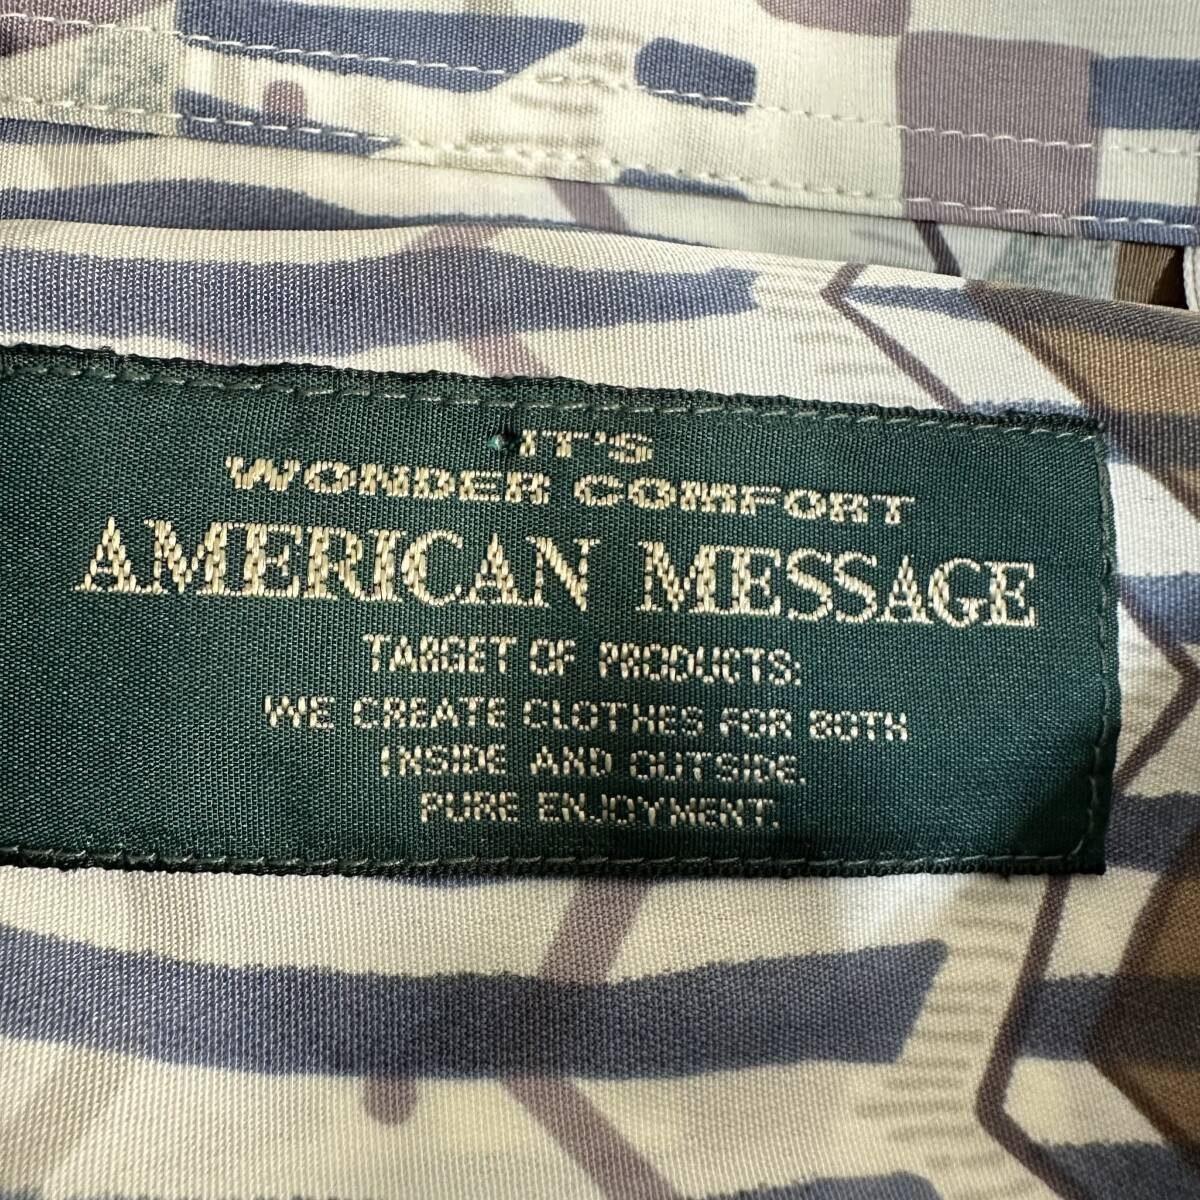 IT'S
WONDER COMFORT
AMERICAN MESSAGE
TARGET OF PRODUCTS:
WE CREATE CLOTHES FOR BOTH
INSIDE AND OUTSIDE.
PURE ENJOYMENT.